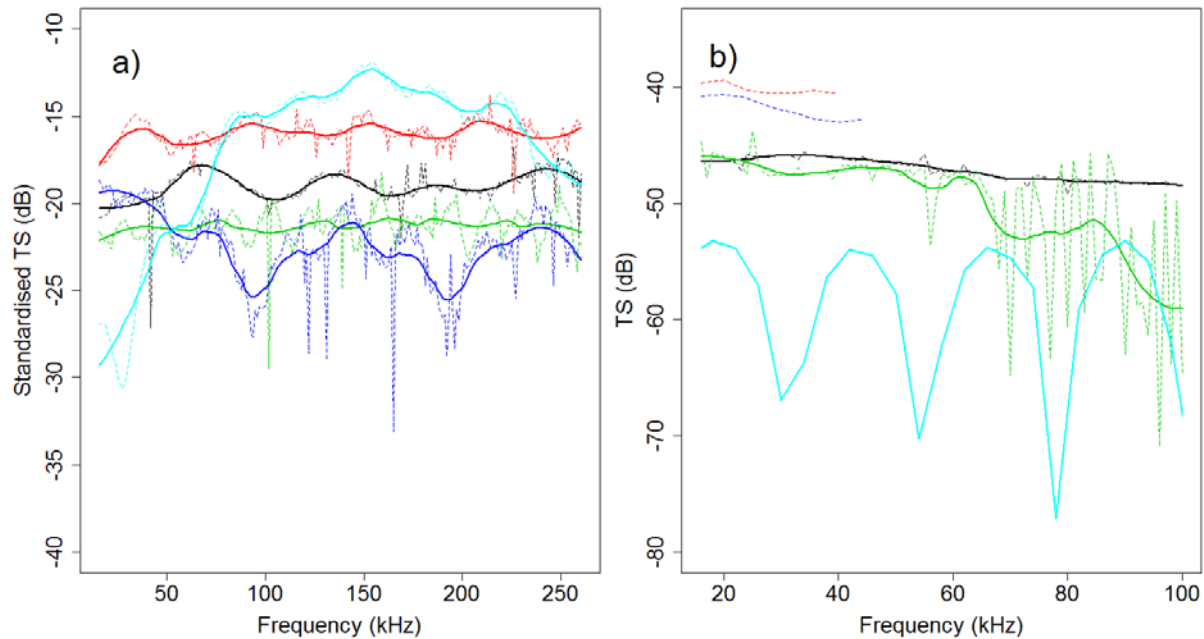 a)
Standardised TS (dB)
-10
-15
-20
-25
-30
-35
-40
50 100 150 200 250
Frequency (kHz)
b)
TS (dB)
-40
-50
-60
-70
-80
20 40 60 80 100
Frequency (kHz)